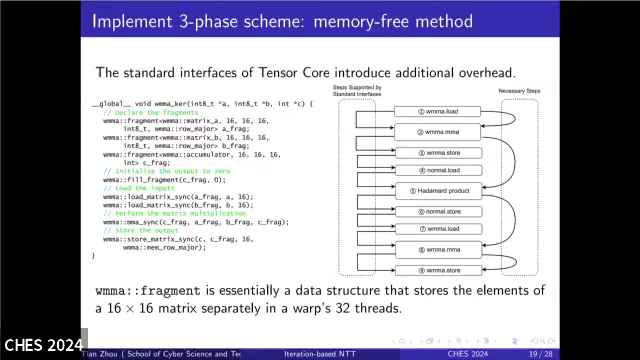 Implement 3-phase scheme: memory-free method
The standard interfaces of Tensor Core introduce additional overhead.
__global__ void wmma_ker(int8_t *a, int8_t *b, int *c) {
// Declare the fragments
wmma::fragment<wmma::matrix_a, 16, 16, 16,
int8_t, wmma::row_major> a_frag;
wmma::fragment<wmma::matrix_b, 16, 16, 16,
int8_t, wmma::row_major> b_frag;
wmma::fragment<wmma::accumulator, 16, 16, 16,
int> c_frag;
// Initialize the output to zero
wmma::fill_fragment(c_frag, 0);
// Load the inputs
wmma::load_matrix_sync(a_frag, a, 16);
wmma::load_matrix_sync(b_frag, b, 16);
// Perform the matrix multiplication
wmma::mma_sync(c_frag, a_frag, b_frag, c_frag);
// Store the output
wmma::store_matrix_sync(c, c_frag, 16,
wmma::mem_row_major);
}
Steps Supported by
Standard Interfaces
Necessary Steps
① wmma.load
② wmma.mma
③ wmma.store
④ normal.load
⑤ Hadamard product
⑥ normal.store
⑦ wmma.load
⑧ wmma.mma
⑨ wmma.store
wmma::fragment is essentially a data structure that stores the elements
of a 16 × 16 matrix separately in a warp's 32 threads.
CHES 2024
Tian Zhou ( School of Cyber Science and Tec
Iteration-based NTT
CHES 2024
19 / 28